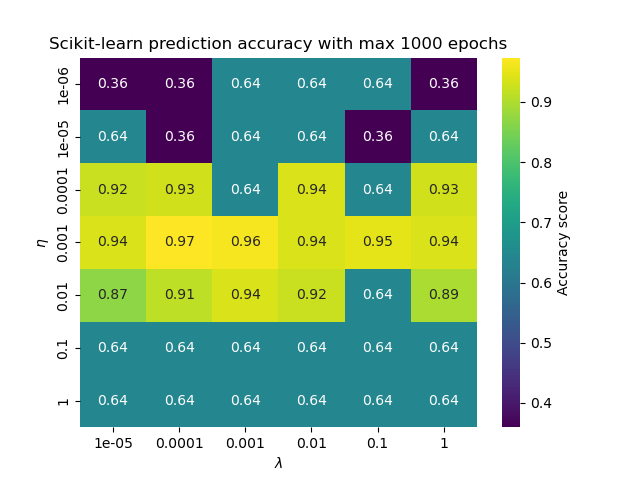 Scikit-learn prediction accuracy with max 1000 epochs
1e-06 0.36 0.36 0.64 0.64 0.64 0.36
1e-05 0.64 0.36 0.64 0.64 0.36 0.64
0.0001 0.92 0.93 0.64 0.94 0.64 0.93
0.001 0.94 0.97 0.96 0.94 0.95 0.94
0.01 0.87 0.91 0.94 0.92 0.64 0.89
0.1 0.64 0.64 0.64 0.64 0.64 0.64
1 0.64 0.64 0.64 0.64 0.64 0.64
η
1e-05 0.0001 0.001 0.01 0.1 1
λ
0.9
0.8
0.7
0.6
0.5
0.4
Accuracy score